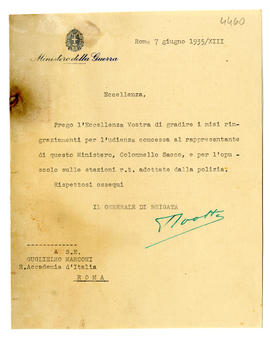 4460
Roma 7 giugno 1935/XIII
Ministero della Guerra
Eccellenza,
Prego l'Eccellenza Vostra di gradire i miei rin-
graziamenti per l'udienza concessa al rappresentante
di questo Ministero, Colonnello Sacco, e per l'opu-
scolo sulle stazioni r.t. adottate dalla polizia.
Rispettosi ossequi
IL GENERALE DI BRIGATA
A S.E.
GUGLIELMO MARCONI
R.Accademia d'Italia
ROMA